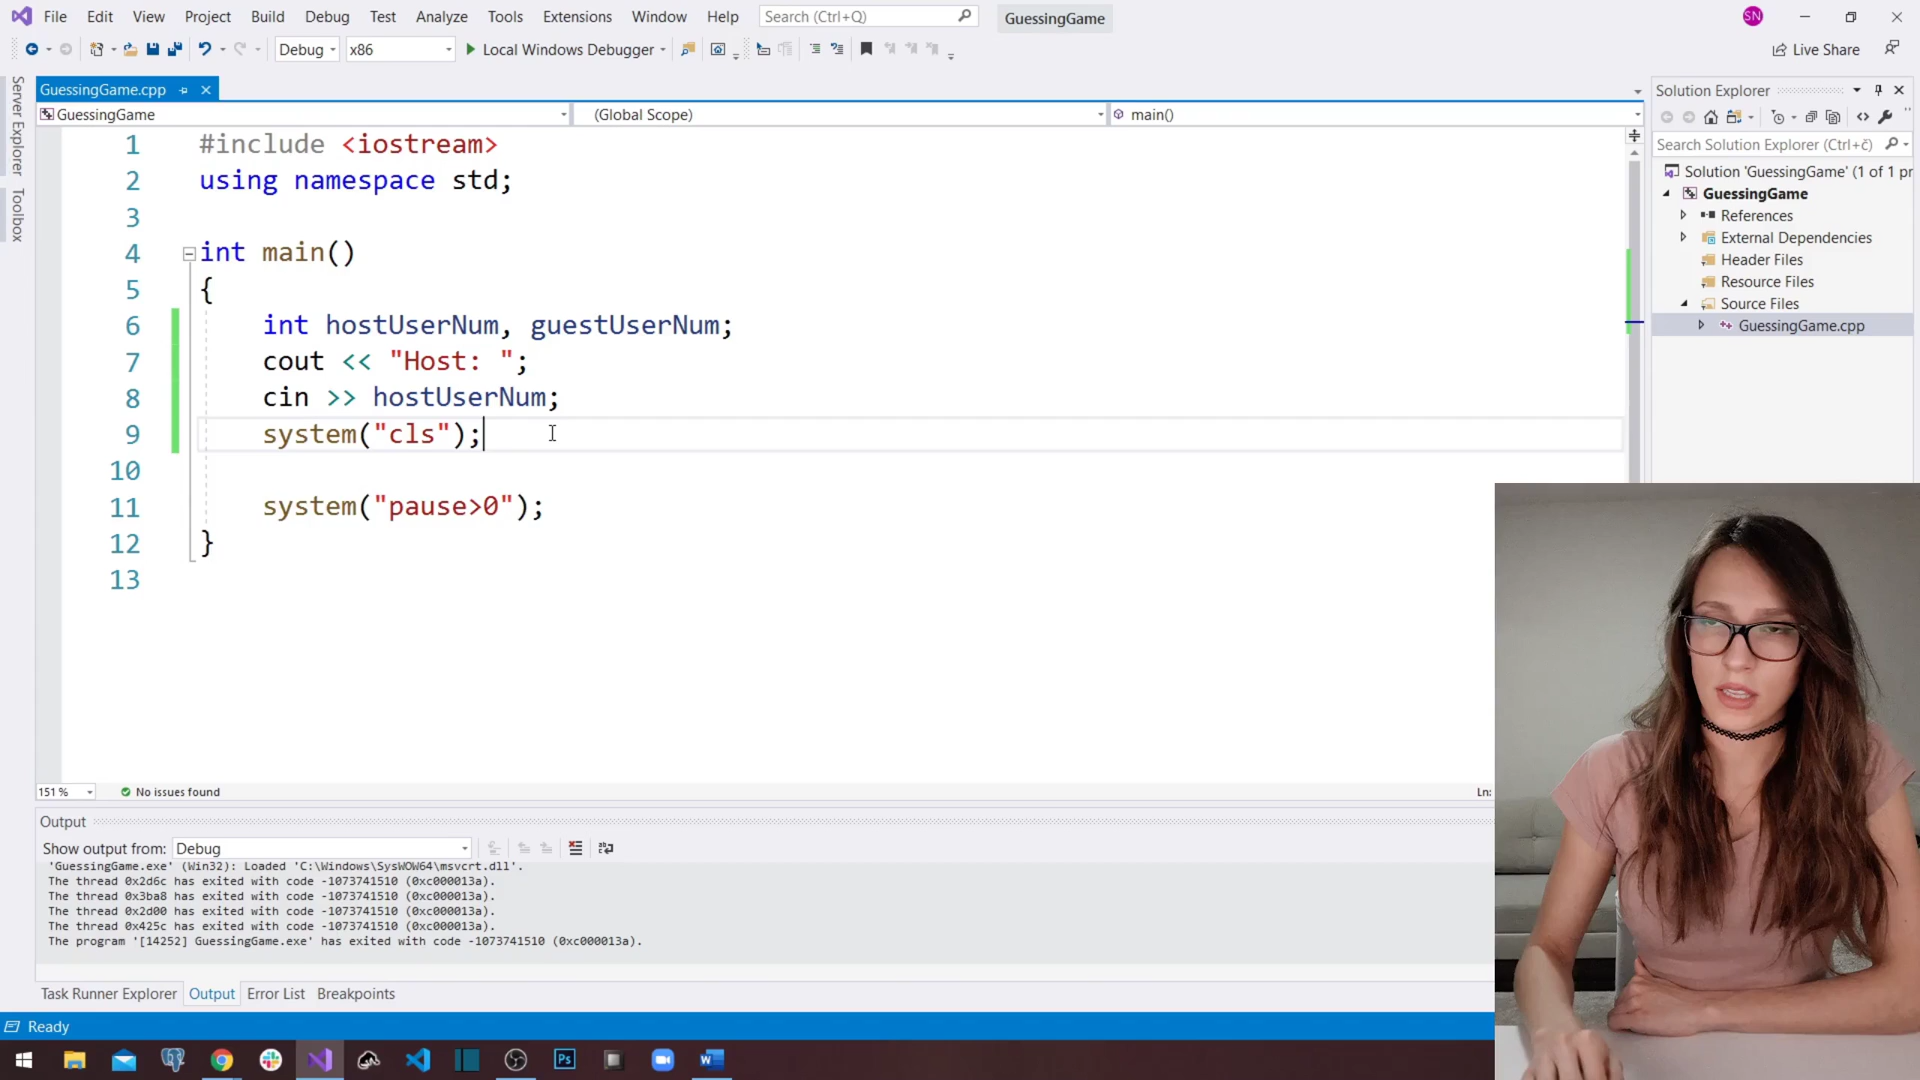 File Edit View Project Build Debug Test Analyze Tools Extensions Window Help Search (Ctrl+Q) GuessingGame SN
Debug x86 Local Windows Debugger Live Share
Server Explorer
Toolbox
GuessingGame.cpp
GuessingGame (Global Scope) main()
1 #include <iostream>
2 using namespace std;
3
4 int main()
5 {
6 int hostUserNum, guestUserNum;
7 cout << "Host: ";
8 cin >> hostUserNum;
9 system("cls");
10
11 system("pause>0");
12 }
13
151 % No issues found Ln:
Output
Show output from: Debug
'GuessingGame.exe' (Win32): Loaded 'C:\Windows\SysWOW64\msvcrt.dll'.
The thread 0x2d6c has exited with code -1073741510 (0xc000013a).
The thread 0x3ba8 has exited with code -1073741510 (0xc000013a).
The thread 0x2d00 has exited with code -1073741510 (0xc000013a).
The thread 0x425c has exited with code -1073741510 (0xc000013a).
The program '[14252] GuessingGame.exe' has exited with code -1073741510 (0xc000013a).
Task Runner Explorer Output Error List Breakpoints
Ready
Solution Explorer
Search Solution Explorer (Ctrl+č)
Solution 'GuessingGame' (1 of 1 pr
GuessingGame
References
External Dependencies
Header Files
Resource Files
Source Files
GuessingGame.cpp
Ps